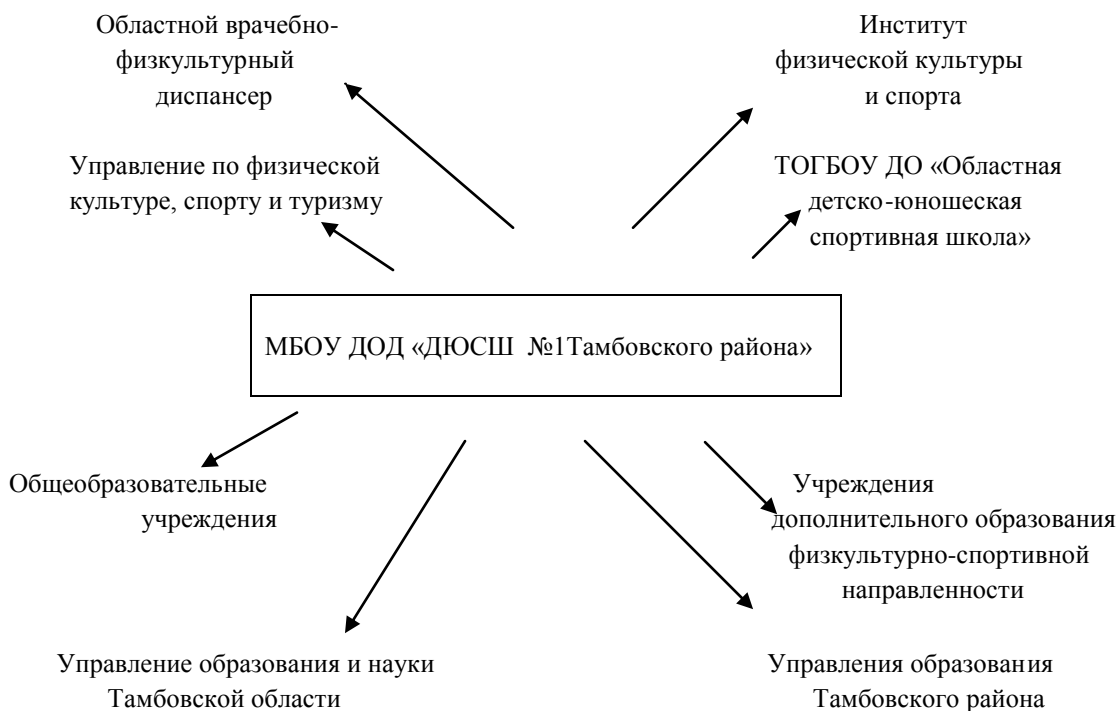 Областной врачебно-
физкультурный
диспансер
Институт
физической культуры
и спорта
Управление по физической
культуре, спорту и туризму
ТОГБОУ ДО «Областная
детско-юношеская
спортивная школа»
МБОУ ДОД «ДЮСШ №1Тамбовского района»
Общеобразовательные
учреждения
Учреждения
дополнительного образования
физкультурно-спортивной
направленности
Управление образования и науки
Тамбовской области
Управления образования
Тамбовского района